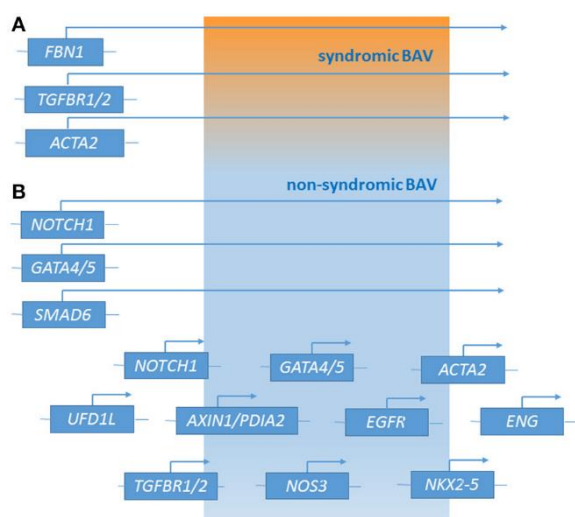 A
FBN1
syndromic BAV
TGFBR1/2
ACTA2
B
non-syndromic BAV
NOTCH1
GATA4/5
SMAD6
NOTCH1 GATA4/5 ACTA2
UFD1L AXIN1/PDIA2 EGFR ENG
TGFBR1/2 NOS3 NKX2-5